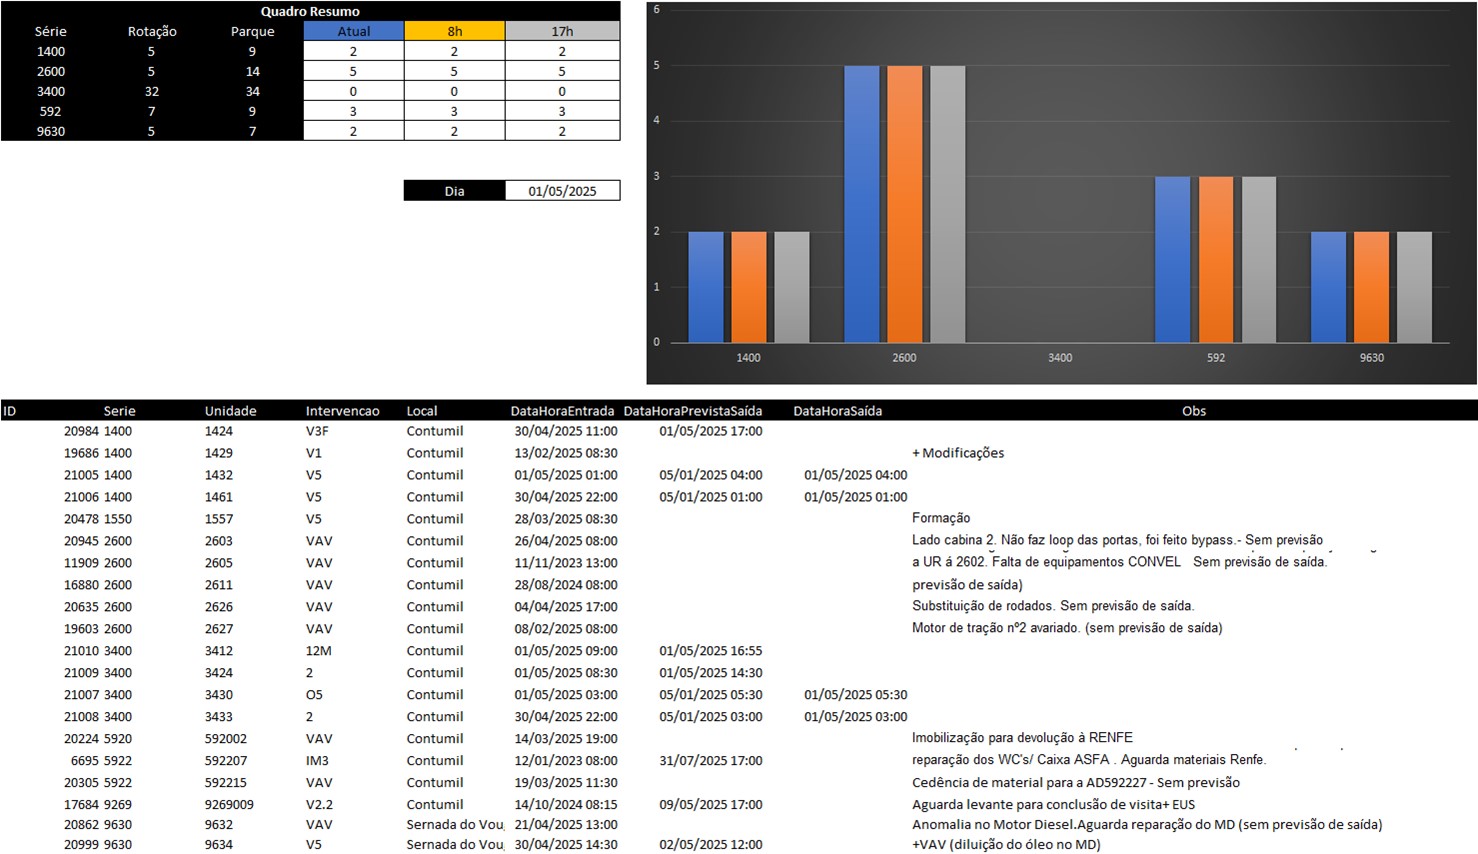 Quadro Resumo
Série Rotação Parque Atual 8h 17h
1400 5 9 2 2 2
2600 5 14 5 5 5
3400 32 34 0 0 0
592 7 9 3 3 3
9630 5 7 2 2 2
Dia 01/05/2025
6
5
4
3
2
1
0
1400 2600 3400 592 9630
ID Serie Unidade Intervencao Local DataHoraEntrada DataHoraPrevistaSaída DataHoraSaída Obs
20984 1400 1424 V3F Contumil 30/04/2025 11:00 01/05/2025 17:00
19686 1400 1429 V1 Contumil 13/02/2025 08:30 + Modificações
21005 1400 1432 V5 Contumil 01/05/2025 01:00 05/01/2025 04:00 01/05/2025 04:00
21006 1400 1461 V5 Contumil 30/04/2025 22:00 05/01/2025 01:00 01/05/2025 01:00
20478 1550 1557 V5 Contumil 28/03/2025 08:30 Formação
20945 2600 2603 VAV Contumil 26/04/2025 08:00 Lado cabina 2. Não faz loop das portas, foi feito bypass.- Sem previsão
11909 2600 2605 VAV Contumil 11/11/2023 13:00 a UR á 2602. Falta de equipamentos CONVEL Sem previsão de saída.
16880 2600 2611 VAV Contumil 28/08/2024 08:00 previsão de saída)
20635 2600 2626 VAV Contumil 04/04/2025 17:00 Substituição de rodados. Sem previsão de saída.
19603 2600 2627 VAV Contumil 08/02/2025 08:00 Motor de tração nº2 avariado. (sem previsão de saída)
21010 3400 3412 12M Contumil 01/05/2025 09:00 01/05/2025 16:55
21009 3400 3424 2 Contumil 01/05/2025 08:30 01/05/2025 14:30
21007 3400 3430 O5 Contumil 01/05/2025 03:00 05/01/2025 05:30 01/05/2025 05:30
21008 3400 3433 2 Contumil 30/04/2025 22:00 05/01/2025 03:00 01/05/2025 03:00
20224 5920 592002 VAV Contumil 14/03/2025 19:00 Imobilização para devolução à RENFE
6695 5922 592207 IM3 Contumil 12/01/2023 08:00 31/07/2025 17:00 reparação dos WC's/ Caixa ASFA . Aguarda materiais Renfe.
20305 5922 592215 VAV Contumil 19/03/2025 11:30 Cedência de material para a AD592227 - Sem previsão
17684 9269 9269009 V2.2 Contumil 14/10/2024 08:15 09/05/2025 17:00 Aguarda levante para conclusão de visita+ EUS
20862 9630 9632 VAV Sernada do Vou 21/04/2025 13:00 Anomalia no Motor Diesel.Aguarda reparação do MD (sem previsão de saída)
20999 9630 9634 V5 Sernada do Vou 30/04/2025 14:30 02/05/2025 12:00 +VAV (diluição do óleo no MD)